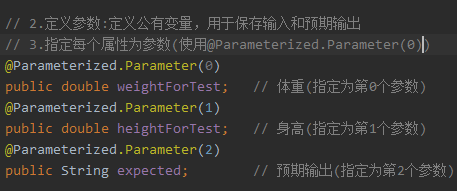 // 2.定义参数:定义公有变量，用于保存输入和预期输出
// 3.指定每个属性为参数(使用@Parameterized.Parameter(0))
@Parameterized.Parameter(0)
public double weightForTest;   // 体重(指定为第0个参数)
@Parameterized.Parameter(1)
public double heightForTest;   // 身高(指定为第1个参数)
@Parameterized.Parameter(2)
public String expected;        // 预期输出(指定为第2个参数)